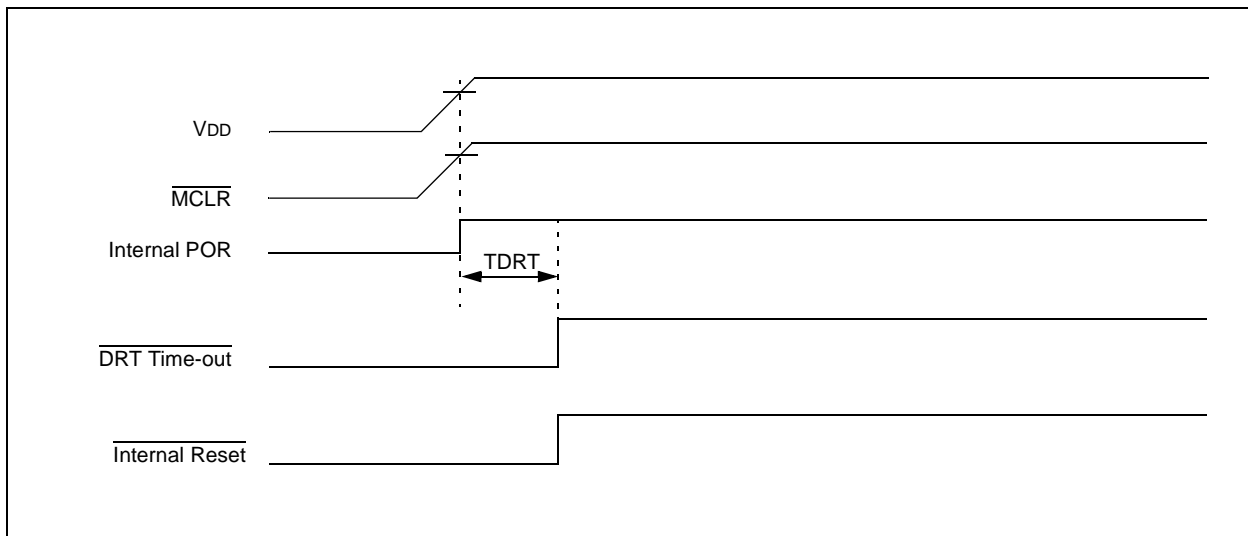 VDD
MCLR
Internal POR
TDRT
DRT Time-out
Internal Reset